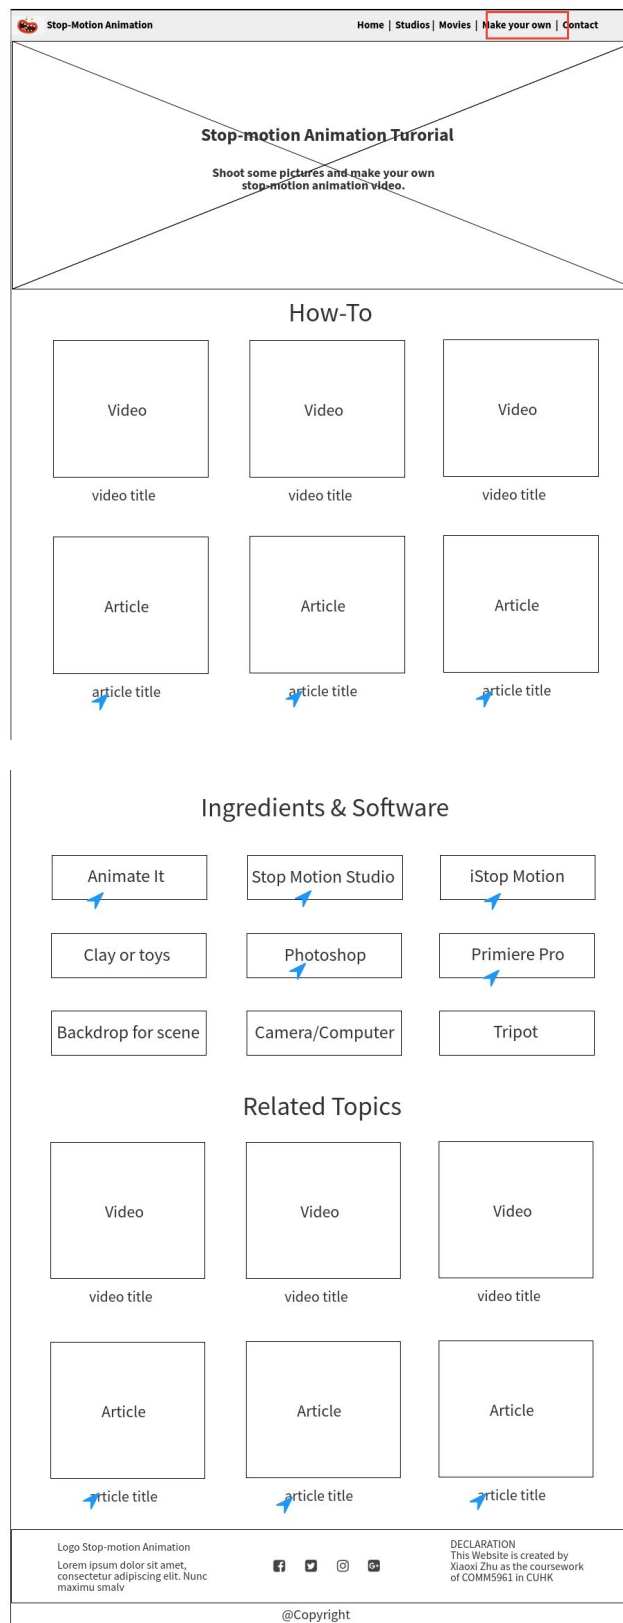 Stop-Motion Animation Home | Studios | Movies | Make your own | Contact
Stop-motion Animation Turorial
Shoot some pictures and make your own
stop-motion animation video.
How-To
Video Video Video
video title video title video title
Article Article Article
article title article title article title
Ingredients & Software
Animate It Stop Motion Studio iStop Motion
Clay or toys Photoshop Primiere Pro
Backdrop for scene Camera/Computer Tripot
Related Topics
Video Video Video
video title video title video title
Article Article Article
article title article title article title
Logo Stop-motion Animation
Lorem ipsum dolor sit amet,
consectetur adipiscing elit. Nunc
maximu smalv
DECLARATION
This Website is created by
Xiaoxi Zhu as the coursework
of COMM5961 in CUHK
@Copyright